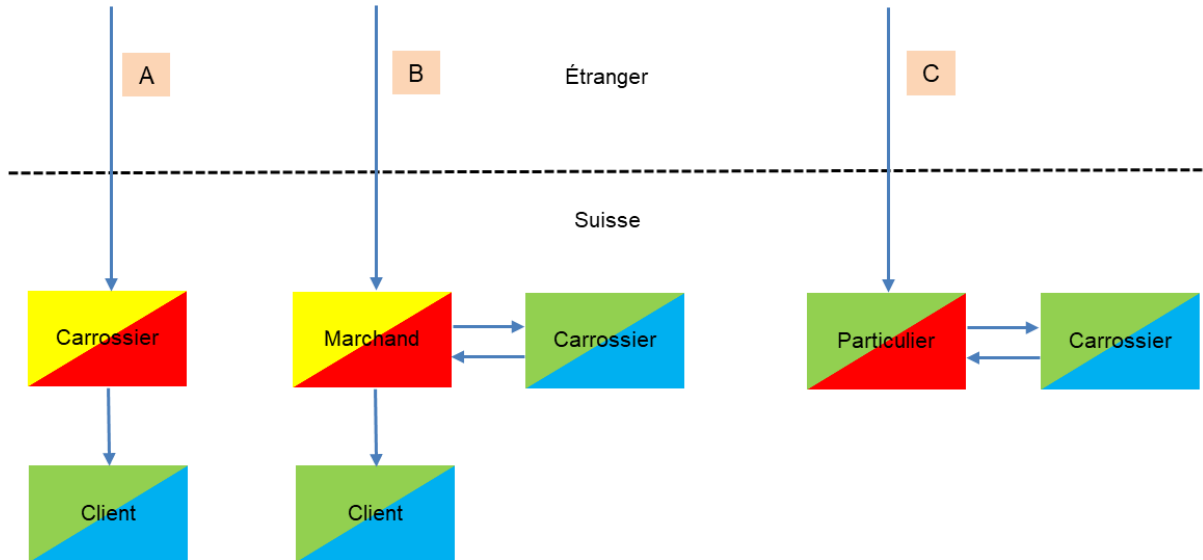 A
B
Étranger
C
Suisse
Carrossier
Marchand
Carrossier
Particulier
Carrossier
Client
Client